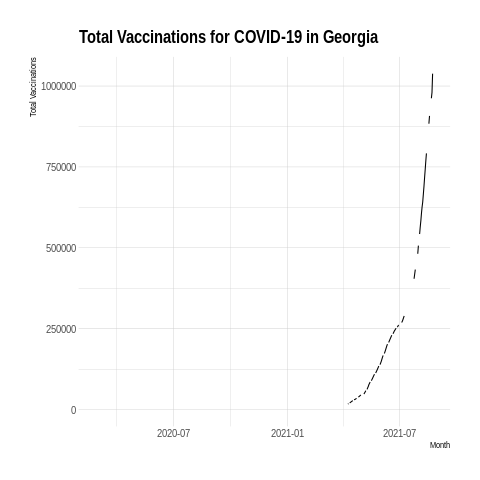 Total Vaccinations for COVID-19 in Georgia
Total Vaccinations
1000000
750000
500000
250000
0
2020-07 2021-01 2021-07
Month